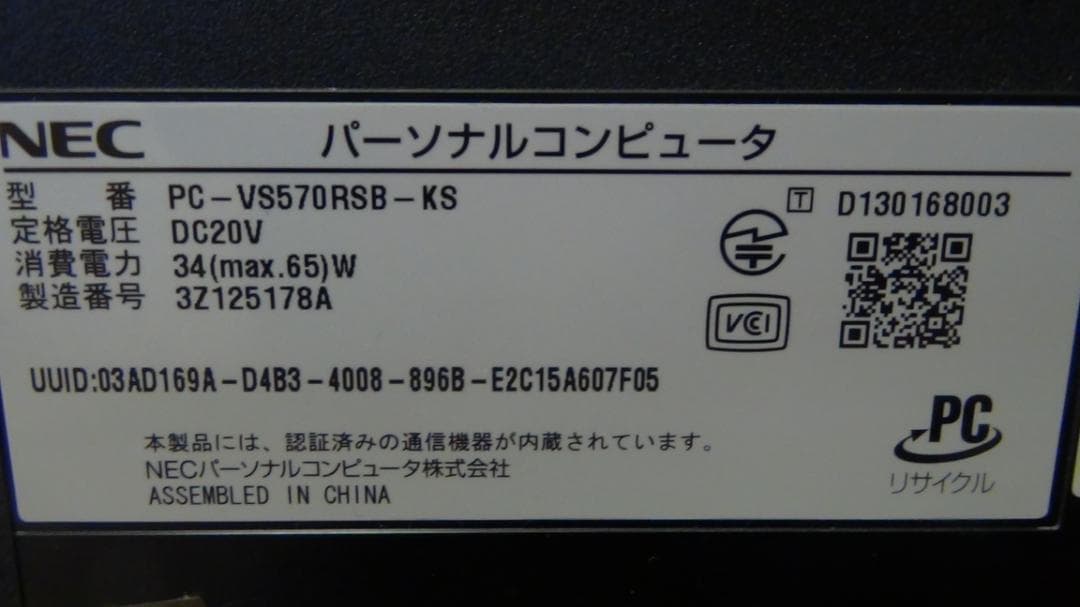 NEC パーソナルコンピュータ
型 番 PC-VS570RSB-KS
T D130168003
定格電圧 DC20V
消費電力 34(max.65)W
製造番号 3Z125178A
VCCI
UUID:03AD169A-D4B3-4008-896B-E2C15A607F05
PC
リサイクル
本製品には、認証済みの通信機器が内蔵されています。
NECパーソナルコンピュータ株式会社
ASSEMBLED IN CHINA